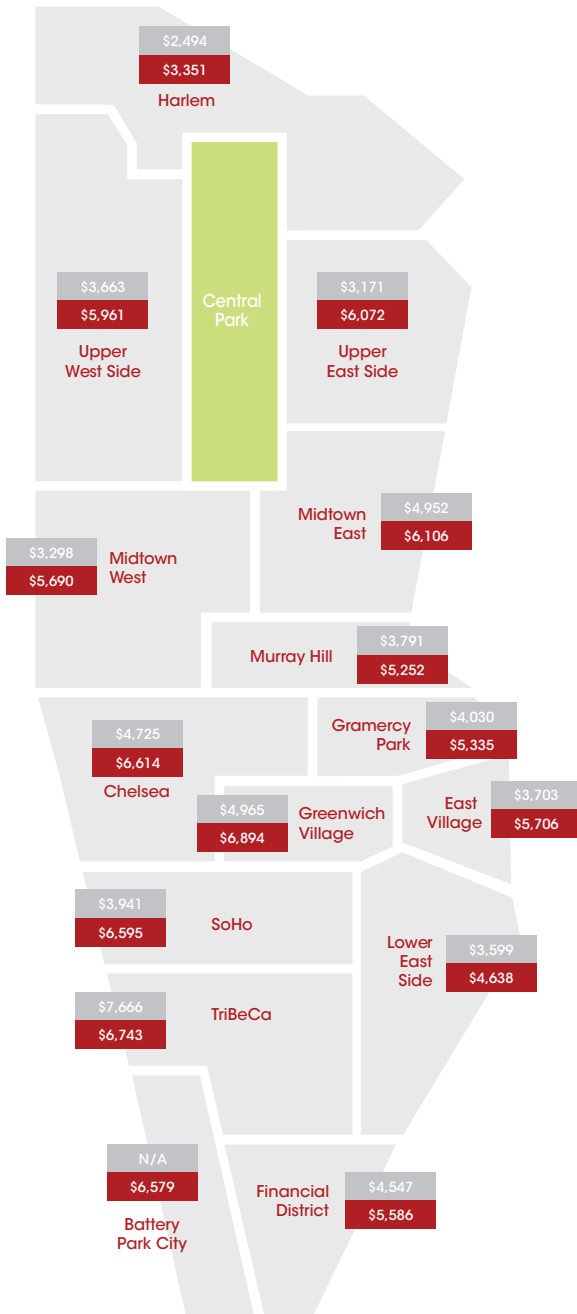 $2,494
$3,351
Harlem
$3,663
$5,961
Upper
West Side
Central
Park
$3,171
$6,072
Upper
East Side
Midtown
East
$4,952
$6,106
$3,298
$5,690
Midtown
West
Murray Hill
$3,791
$5,252
$4,725
$6,614
Chelsea
Gramercy
Park
$4,030
$5,335
$4,965
$6,894
Greenwich
Village
East
Village
$3,703
$5,706
$3,941
$6,595
SoHo
Lower
East
Side
$3,599
$4,638
$7,666
$6,743
TriBeCa
N/A
$6,579
Battery
Park City
Financial
District
$4,547
$5,586